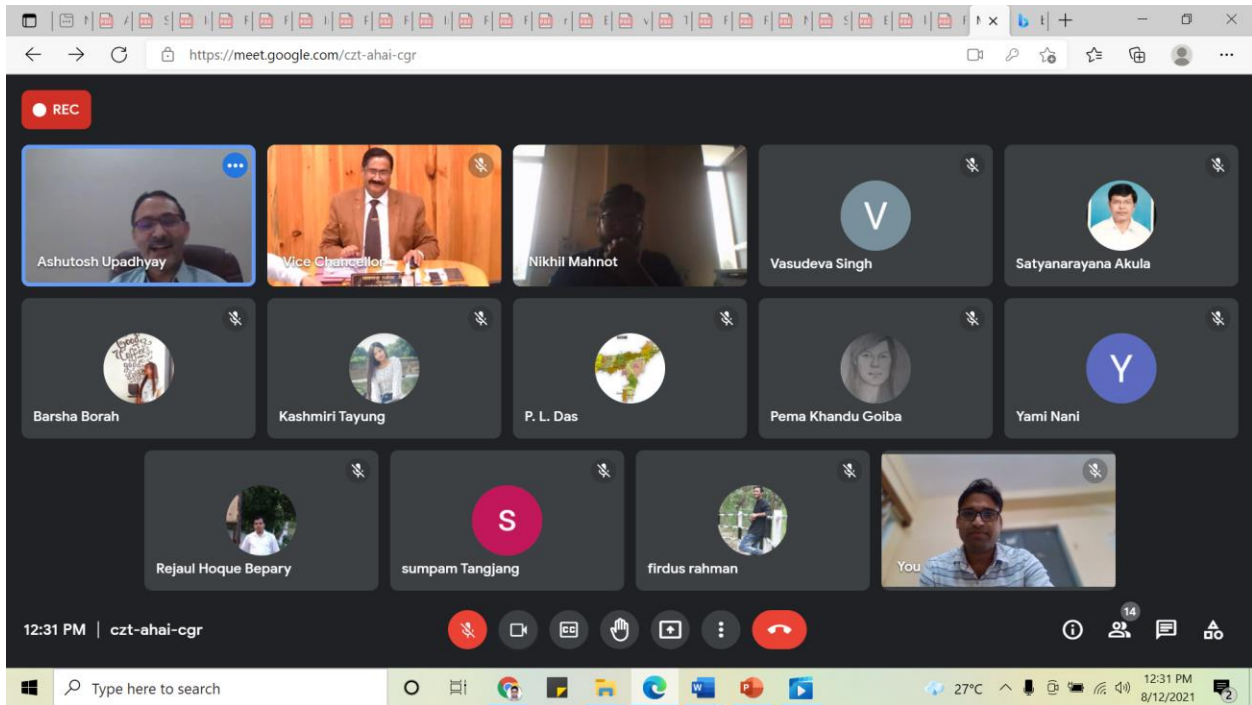 https://meet.google.com/czt-ahai-cgr
REC
Ashutosh Upadhyay
Vice Chancellor
Nikhil Mahnot
V
Vasudeva Singh
Satyanarayana Akula
Barsha Borah
Kashmiri Tayung
P. L. Das
Pema Khandu Goiba
Y
Yami Nani
Rejaul Hoque Bepary
S
sumpam Tangjang
firdus rahman
You
12:31 PM | czt-ahai-cgr
CC
14
Type here to search
27°C
12:31 PM
8/12/2021
2